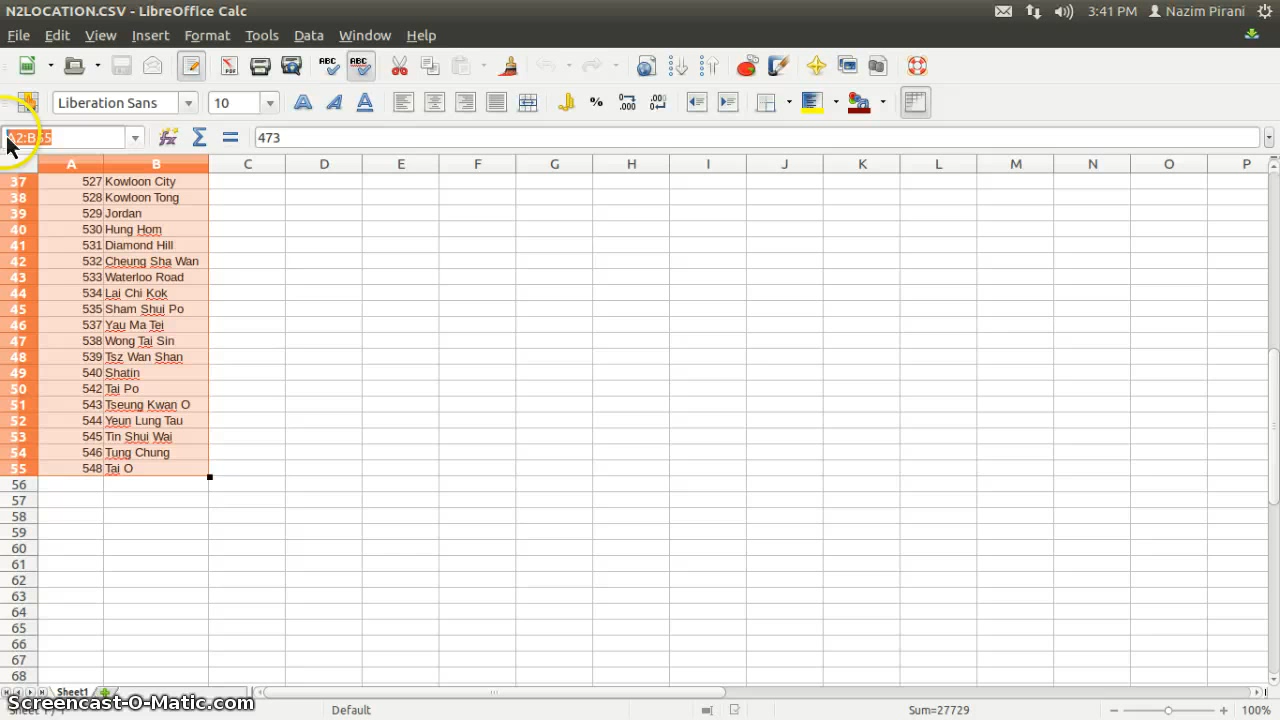 N2LOCATION.CSV - LibreOffice Calc
3:41 PM
Nazim Pirani
File Edit View Insert Format Tools Data Window Help
Liberation Sans
10
A2:B55
473
A B C D E F G H I J K L M N O P
37 527 Kowloon City
38 528 Kowloon Tong
39 529 Jordan
40 530 Hung Hom
41 531 Diamond Hill
42 532 Cheung Sha Wan
43 533 Waterloo Road
44 534 Lai Chi Kok
45 535 Sham Shui Po
46 537 Yau Ma Tei
47 538 Wong Tai Sin
48 539 Tsz Wan Shan
49 540 Shatin
50 542 Tai Po
51 543 Tseung Kwan O
52 544 Yeun Lung Tau
53 545 Tin Shui Wai
54 546 Tung Chung
55 548 Tai O
56
57
58
59
60
61
62
63
64
65
66
67
68
Sheet1
Screencast-O-Matic.com
Default
Sum=27729
100%